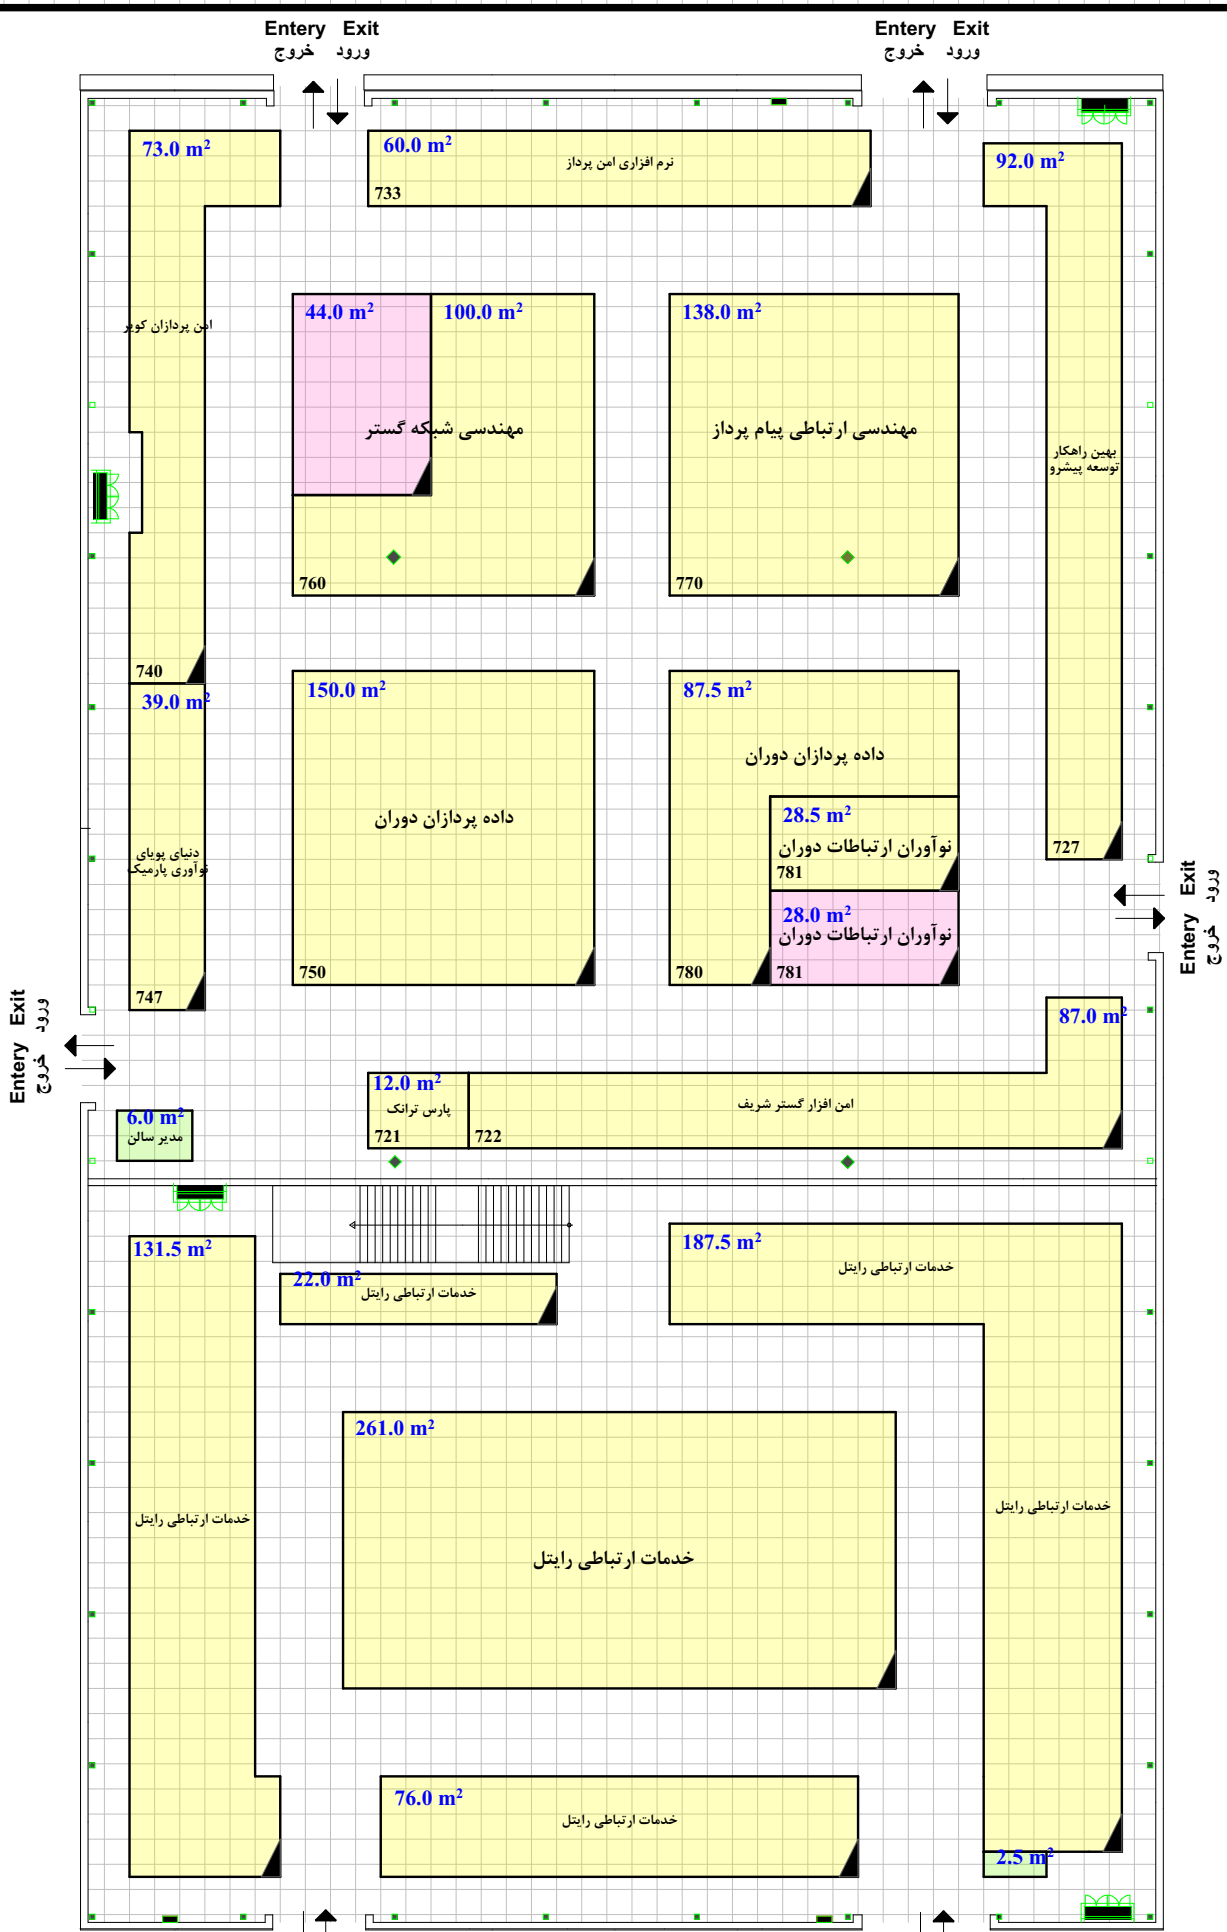 Entery Exit
خروج ورود
Entery Exit
خروج ورود
73.0 m²
60.0 m²
نرم افزاری امن پرداز
733
92.0 m²
امن پردازان کویر
44.0 m²
100.0 m²
مهندسی شبکه گستر
760
138.0 m²
مهندسی ارتباطی پیام پرداز
770
بهین راهکار
توسعه پیشرو
740
39.0 m²
150.0 m²
داده پردازان دوران
750
87.5 m²
داده پردازان دوران
28.5 m²
نوآوران ارتباطات دوران
781
28.0 m²
نوآوران ارتباطات دوران
780
781
727
دنیای پویای
نوآوری پارمیک
747
Entery Exit
خروج ورود
Entery Exit
خروج ورود
87.0 m²
12.0 m²
پارس ترانک
721
امن افزار گستر شریف
722
6.0 m²
مدیر سالن
131.5 m²
22.0 m²
خدمات ارتباطی رایتل
187.5 m²
خدمات ارتباطی رایتل
261.0 m²
خدمات ارتباطی رایتل
خدمات ارتباطی رایتل
خدمات ارتباطی رایتل
76.0 m²
خدمات ارتباطی رایتل
2.5 m²